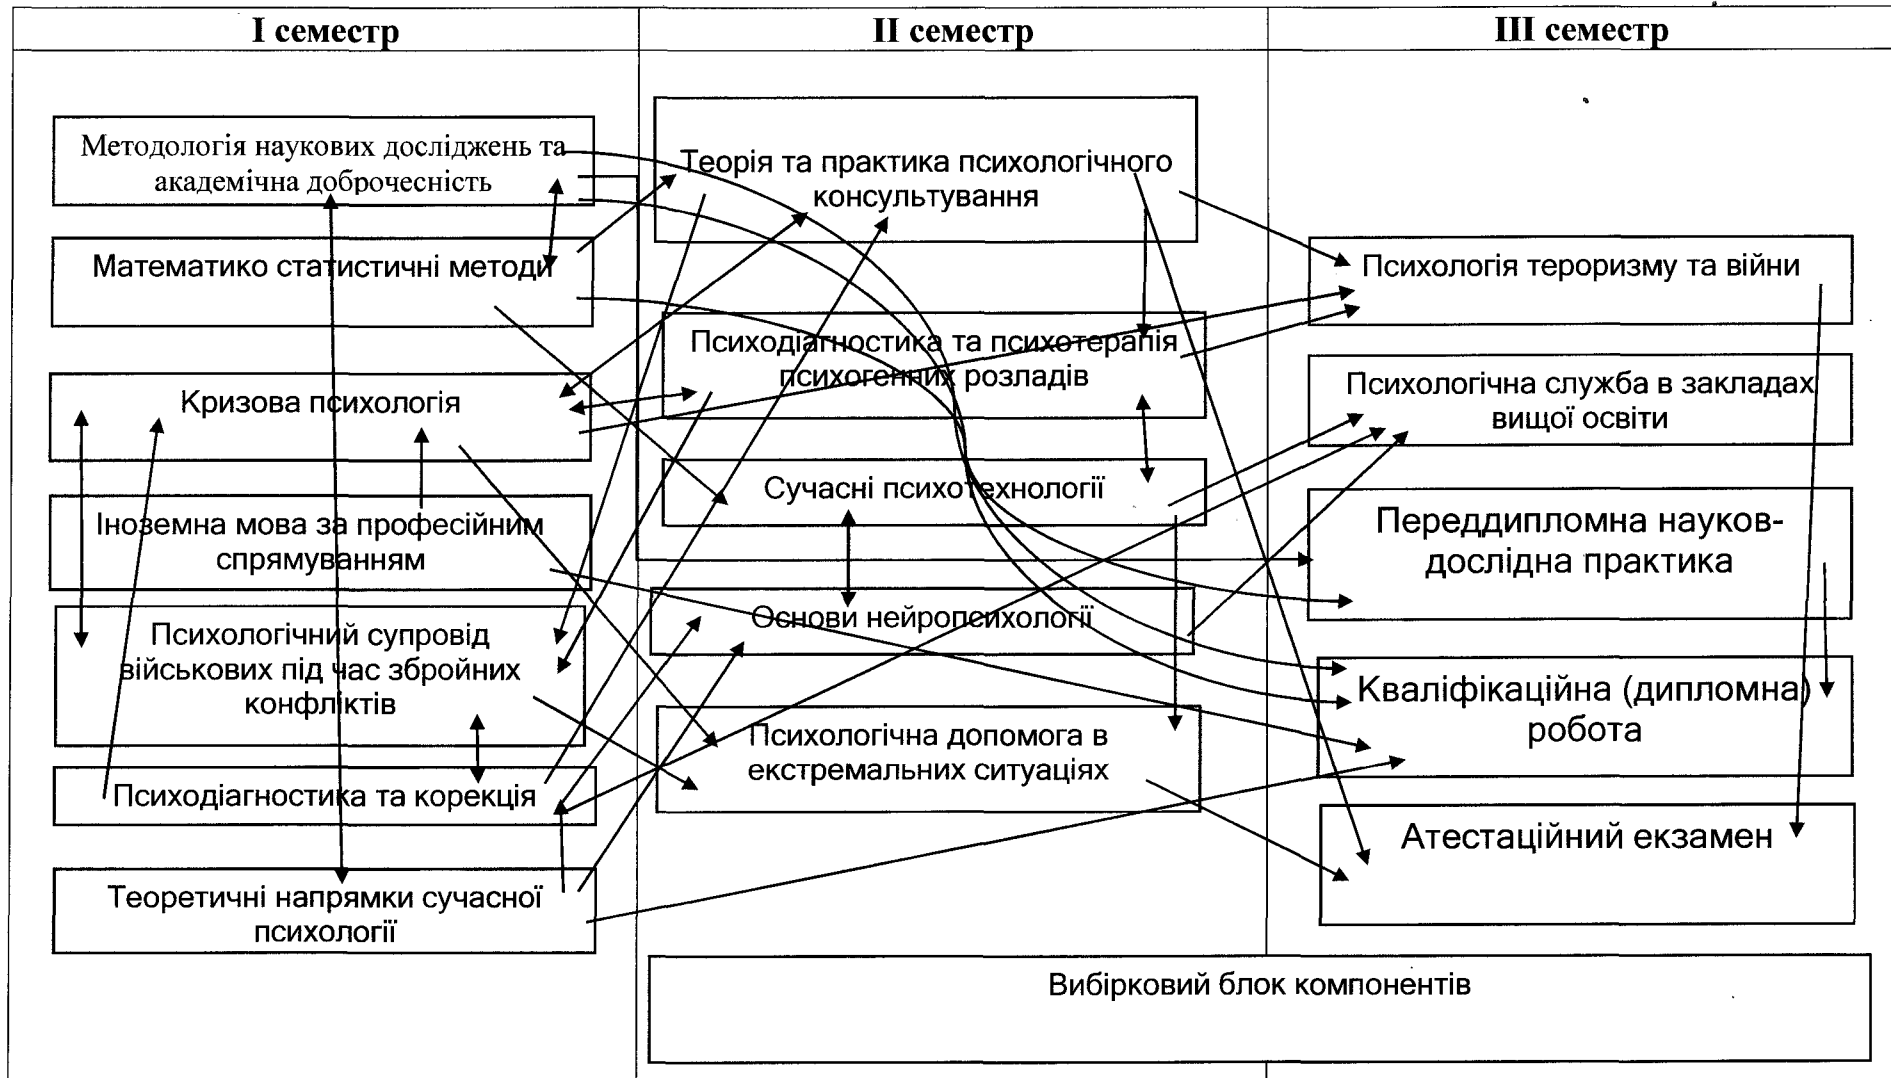 I семестр
II семестр
III семестр
Методологія наукових досліджень та
академічна доброчесність
Математико статистичні методи
Кризова психологія
Іноземна мова за професійним
спрямуванням
Психологічний супровід
військових під час збройних
конфліктів
Психодіагностика та корекція
Теоретичні напрямки сучасної
психології
Теорія та практика психологічного
консультування
Психодіагностика та психотерапія
психогенних розладів
Сучасні психотехнології
Основи нейропсихології
Психологічна допомога в
екстремальних ситуаціях
Психологія тероризму та війни
Психологічна служба в закладах
вищої освіти
Переддипломна науков-
дослідна практика
Кваліфікаційна (дипломна)
робота
Атестаційний екзамен
Вибірковий блок компонентів